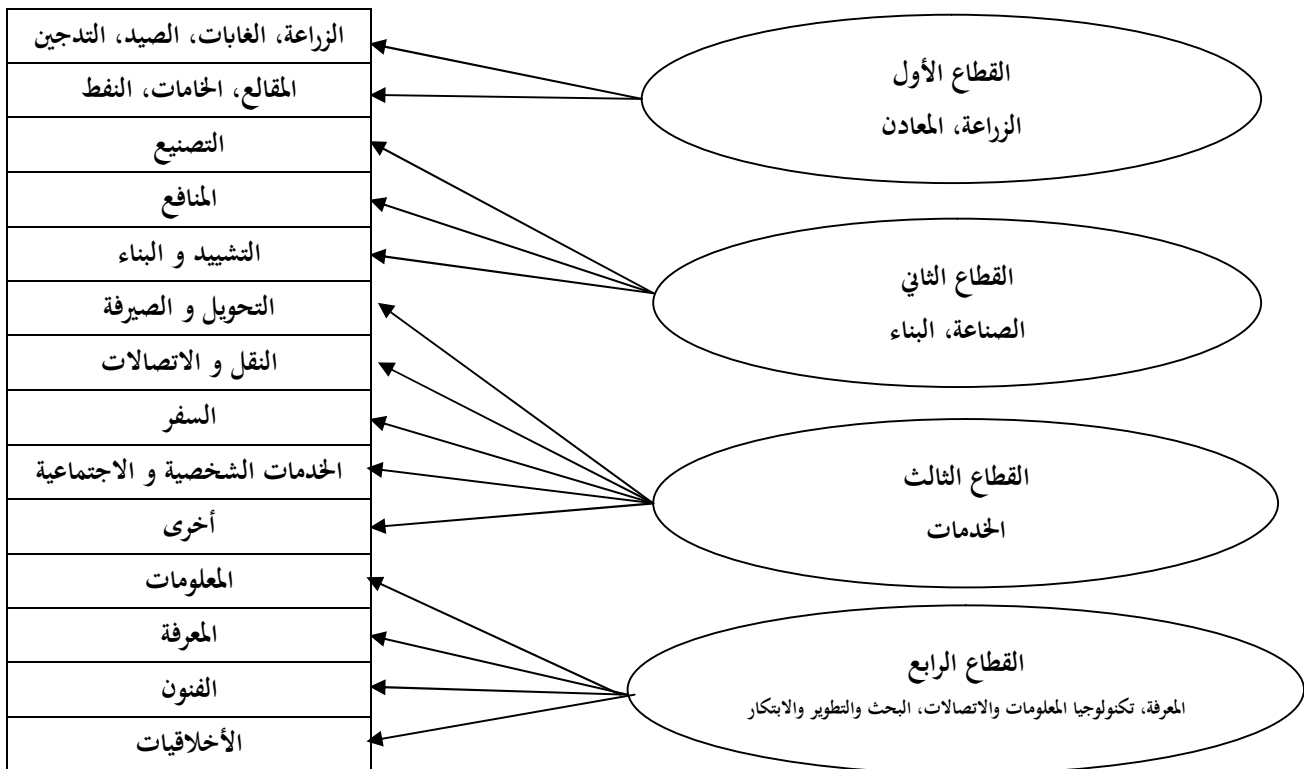 القطاع الأول
الزراعة، المعادن
القطاع الثاني
الصناعة، البناء
القطاع الثالث
الخدمات
القطاع الرابع
المعرفة، تكنولوجيا المعلومات والاتصالات، البحث والتطوير والابتكار
الزراعة، الغابات، الصيد، التدجين
المقالع، الخامات، النفط
التصنيع
المنافع
التشييد و البناء
التحويل و الصيرفة
النقل و الاتصالات
السفر
الخدمات الشخصية و الاجتماعية
أخرى
المعلومات
المعرفة
الفنون
الأخلاقيات